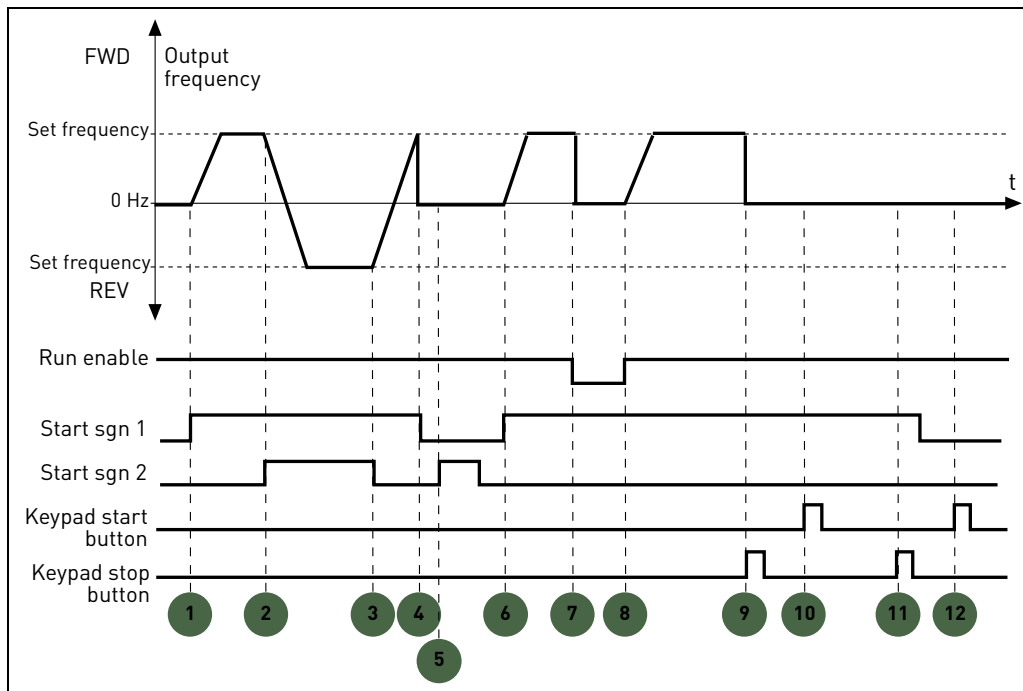 FWD
Output
frequency
Set frequency
0 Hz
t
Set frequency
REV
Run enable
Start sgn 1
Start sgn 2
Keypad start
button
Keypad stop
button
1 2 3 4 6 7 8 9 10 11 12
5